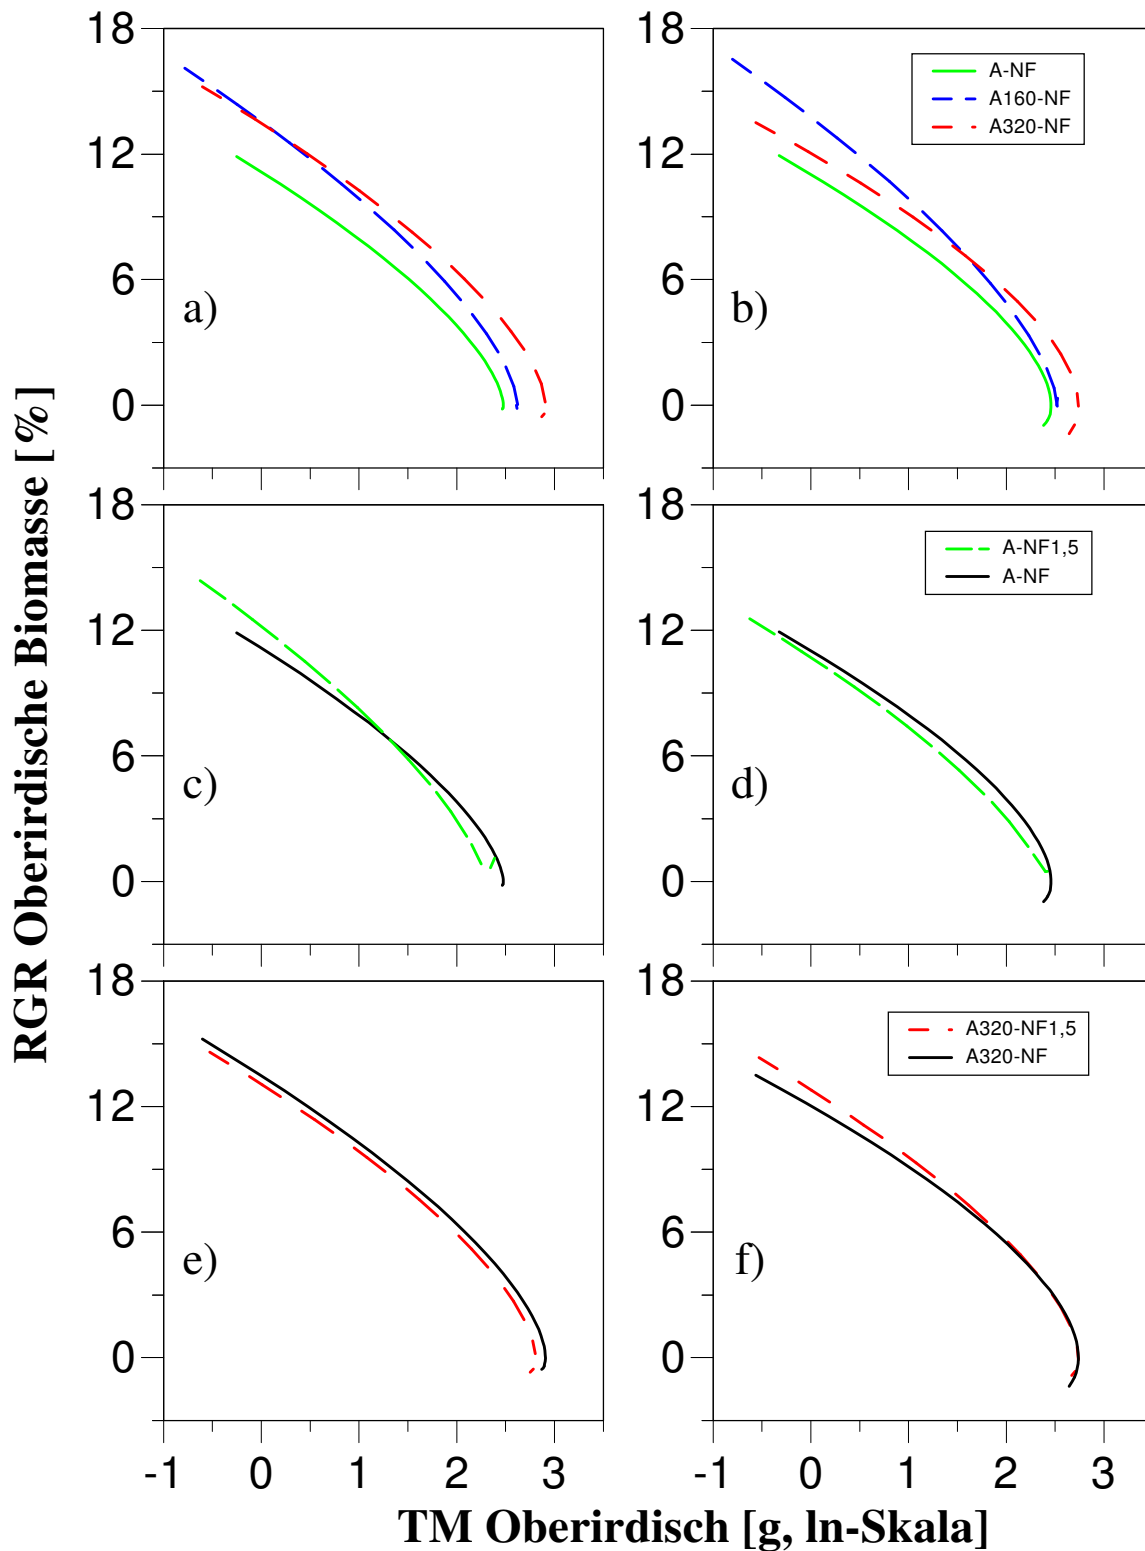 RGR Oberirdische Biomasse [%]
18
12
6
0
a)
18
12
6
0
b)
A-NF
A160-NF
A320-NF
18
12
6
0
c)
18
12
6
0
d)
A-NF1,5
A-NF
18
12
6
0
e)
-1 0 1 2 3
18
12
6
0
f)
A320-NF1,5
A320-NF
-1 0 1 2 3
TM Oberirdisch [g, ln-Skala]